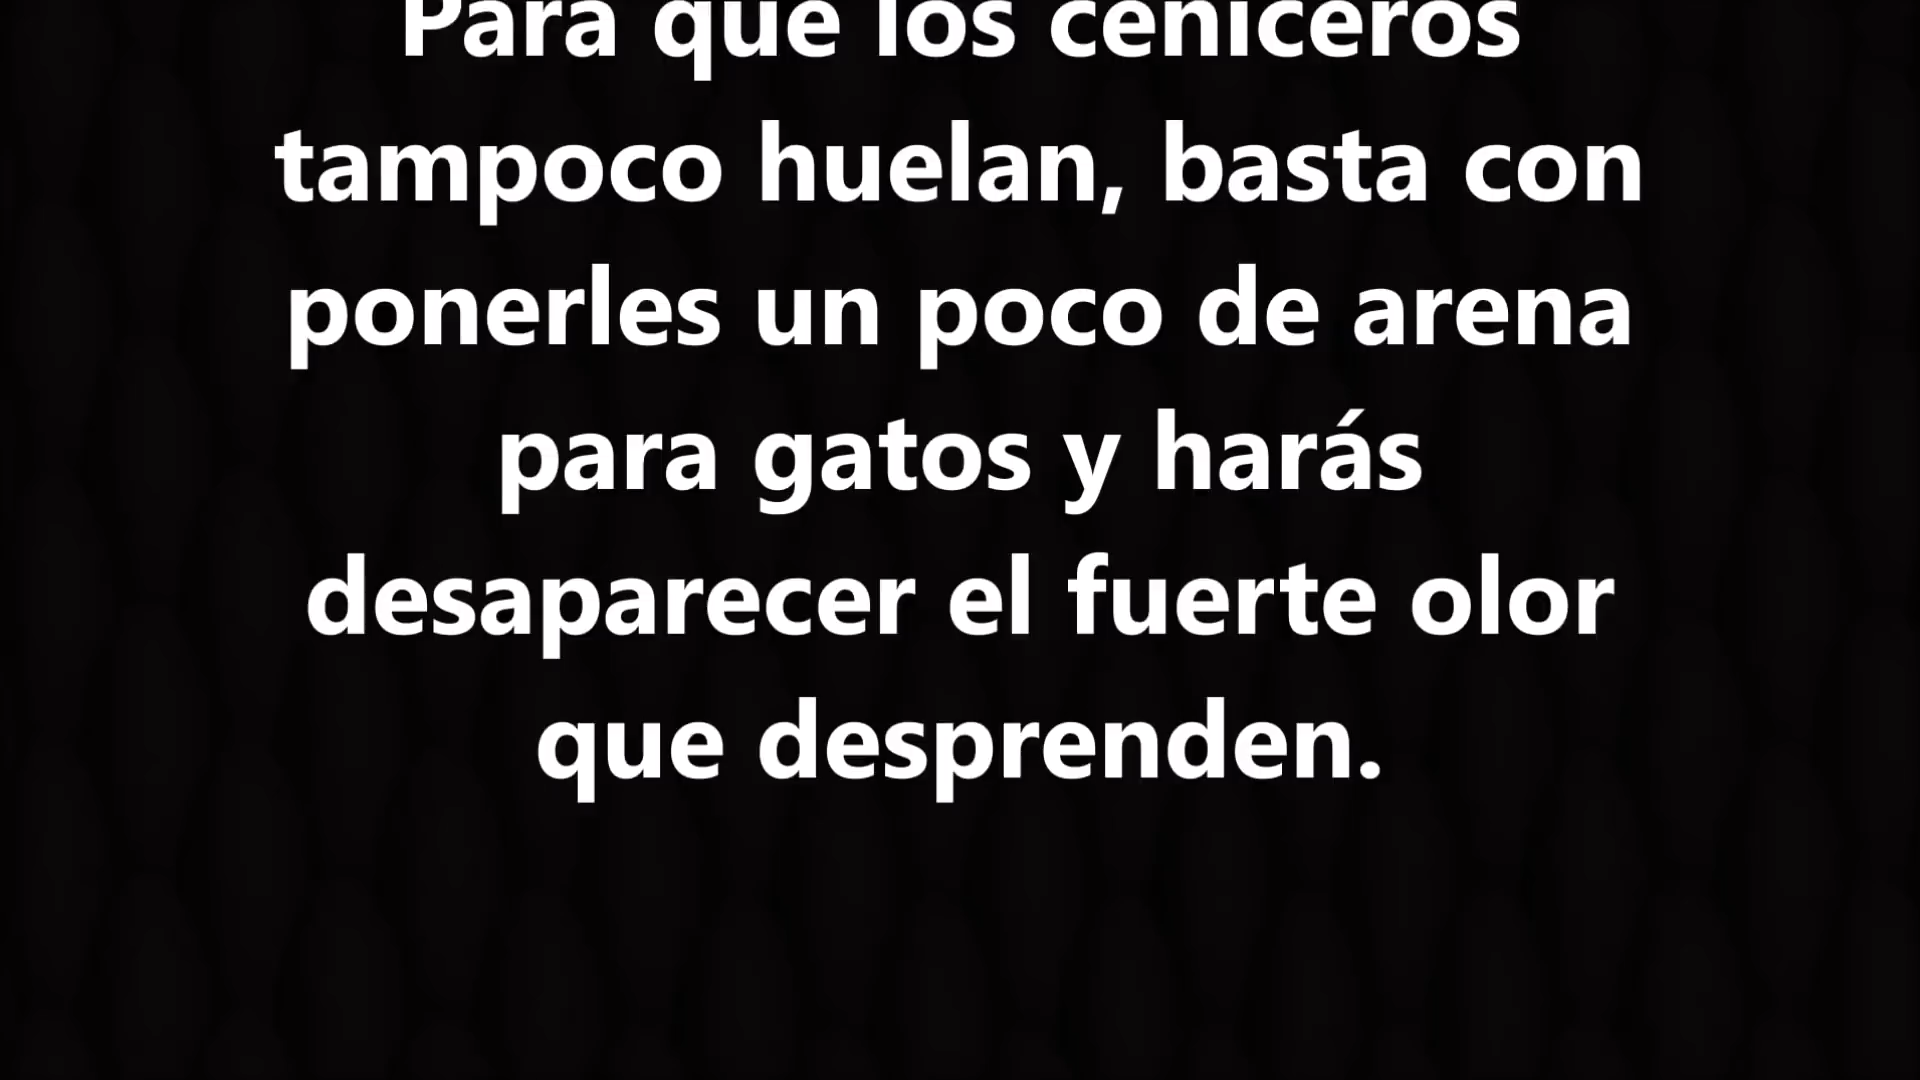 Para que los ceniceros
tampoco huelan, basta con
ponerles un poco de arena
para gatos y harás
desaparecer el fuerte olor
que desprenden.